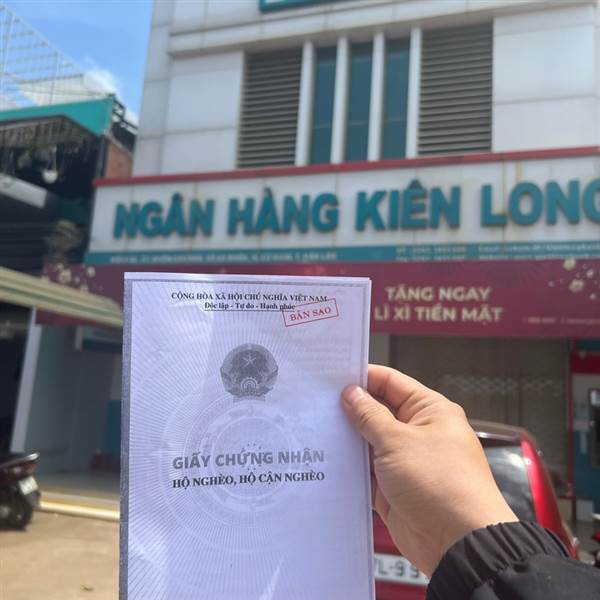 NGÂN HÀNG KIÊN LONG
TẶNG NGAY
LÌ XÌ TIỀN MẶT
CỘNG HÒA XÃ HỘI CHỦ NGHĨA VIỆT NAM
Độc lập - Tự do - Hạnh phúc
BẢN SAO
GIẤY CHỨNG NHẬN
HỘ NGHÈO, HỘ CẬN NGHÈO